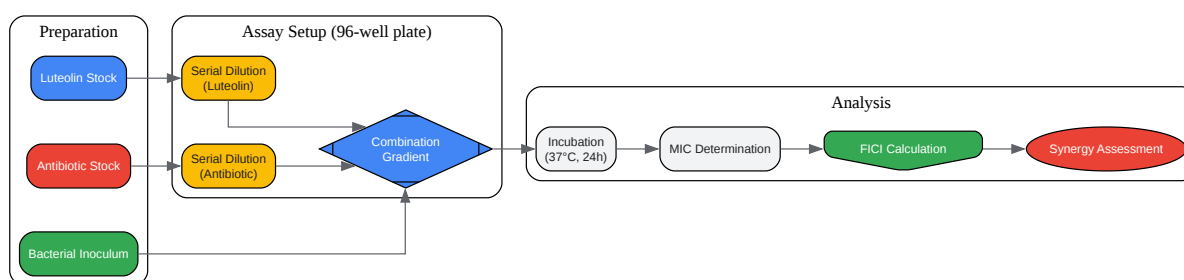 Preparation
Luteolin Stock
Antibiotic Stock
Bacterial Inoculum
Assay Setup (96-well plate)
Serial Dilution
(Luteolin)
Serial Dilution
(Antibiotic)
Combination
Gradient
Analysis
Incubation
(37°C, 24h)
MIC Determination
FICI Calculation
Synergy Assessment